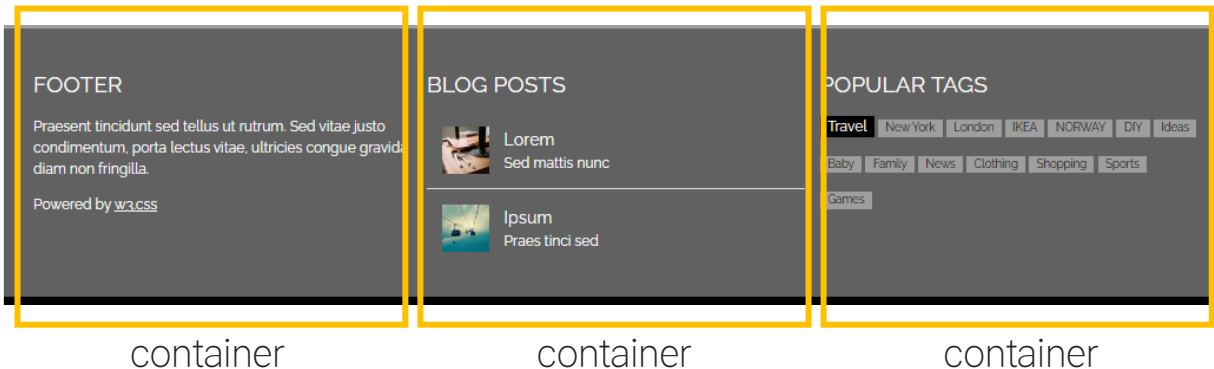 FOOTER
Praesent tincidunt sed tellus ut rutrum. Sed vitae justo
condimentum, porta lectus vitae, ultricies congue gravida
diam non fringilla.
Powered by w3.css
BLOG POSTS
Lorem
Sed mattis nunc
Ipsum
Praes tinci sed
POPULAR TAGS
Travel New York London IKEA NORWAY DIY Ideas
Baby Family News Clothing Shopping Sports
Games
container
container
container